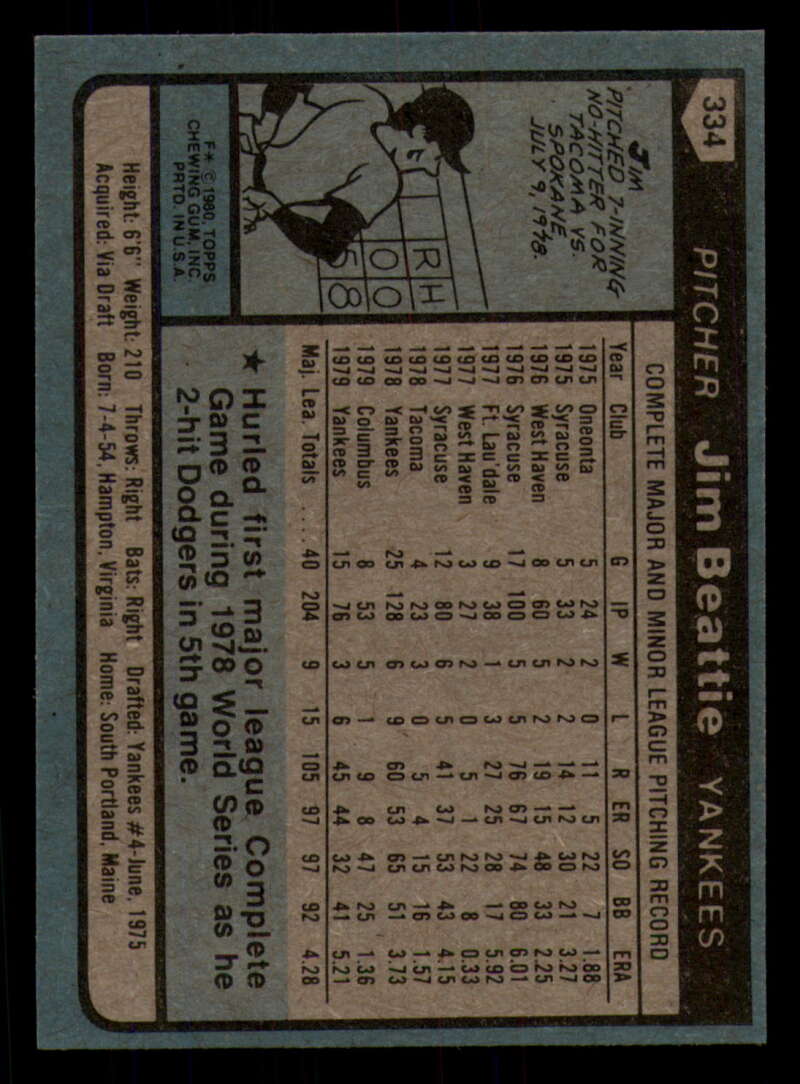 334
PITCHER Jim Beattie YANKEES
JIM
PITCHED 7-INNING
NO-HITTER FOR
TACOMA VS.
SPOKANE
JULY 9, 1978.
R H
O O
5 8
F* © 1980, TOPPS
CHEWING GUM, INC.
PRTD. IN U.S.A.
COMPLETE MAJOR AND MINOR LEAGUE PITCHING RECORD
Year Club G IP W L R ER SO BB ERA
1975 Oneonta 5 24 2 0 11 5 22 7 1.88
1975 Syracuse 5 33 2 2 14 12 30 21 3.27
1976 West Haven 8 60 5 2 19 15 48 33 2.25
1976 Syracuse 17 100 5 5 76 67 74 80 6.01
1977 Ft. Lau'dale 9 38 1 3 27 25 28 17 5.92
1977 West Haven 3 27 2 0 5 1 22 8 0.33
1977 Syracuse 12 80 6 5 41 37 53 43 4.15
1978 Tacoma 4 23 3 0 5 4 15 16 1.57
1978 Yankees 25 128 6 9 60 53 65 51 3.73
1979 Columbus 8 53 5 1 9 8 47 25 1.36
1979 Yankees 15 76 3 6 45 44 32 41 5.21
Maj. Lea. Totals .... 40 204 9 15 105 97 97 92 4.28
★ Hurled first major league Complete
Game during 1978 World Series as he
2-hit Dodgers in 5th game.
Height: 6'6" Weight: 210 Throws: Right Bats: Right Drafted: Yankees #4-June, 1975
Acquired: Via Draft Born: 7-4-54, Hampton, Virginia Home: South Portland, Maine